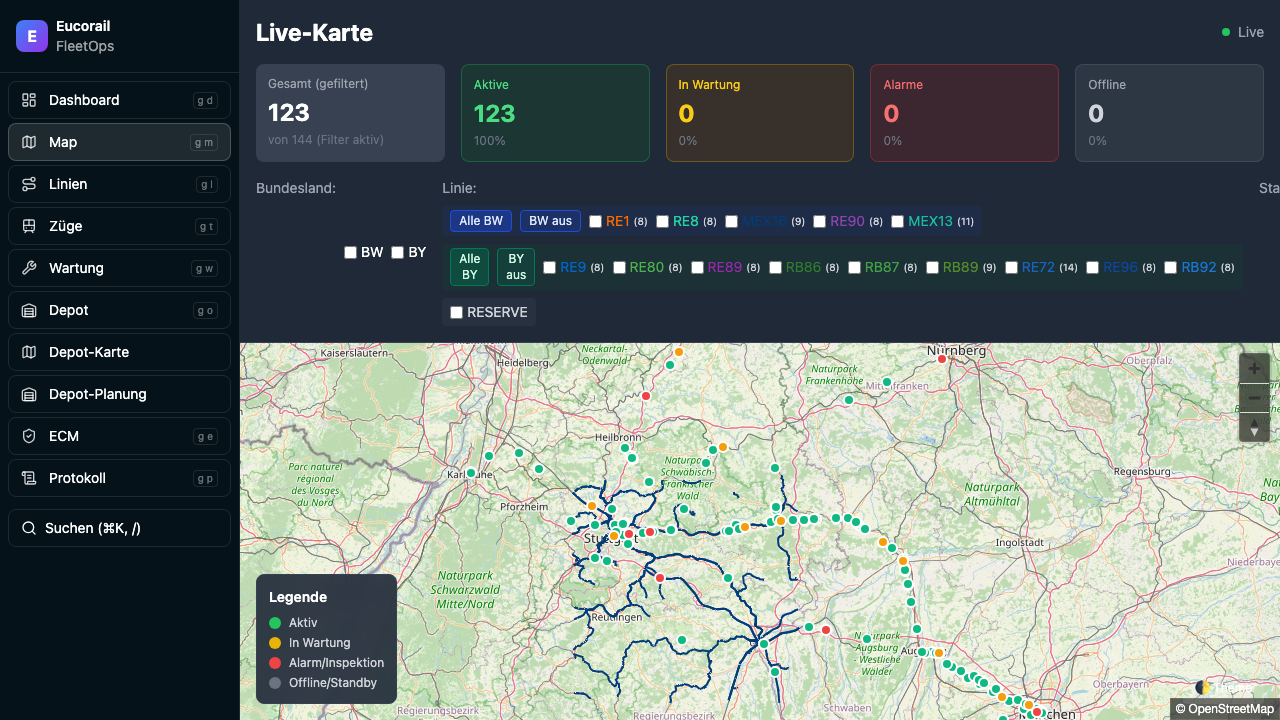 Eucorail
FleetOps
E
Dashboard g d
Map g m
Linien g l
Züge g t
Wartung g w
Depot g o
Depot-Karte
Depot-Planung
ECM g e
Protokoll g p
Suchen (⌘K, /)
Live-Karte
Live
Gesamt (gefiltert)
123
von 144 (Filter aktiv)
Aktive
123
100%
In Wartung
0
0%
Alarme
0
0%
Offline
0
0%
Bundesland:
BW BY
Linie:
Alle BW BW aus RE1 (8) RE8 (8) MEX16 (9) RE90 (8) MEX13 (11)
Alle
BY
BY
aus
RE9 (8) RE80 (8) RE89 (8) RB86 (8) RB87 (8) RB89 (9) RE72 (14) RE96 (8) RB92 (8)
RESERVE
Sta
Kaiserslautern
Heidelberg
Neckartal-
Odenwald-
Nürnberg
Naturpark
Frankenhöhe
Mittelfranken
Oberpfalz
Heilbronn
Parc naturel
régional
des Vosges
du Nord
Schwäbisch-
Fränkischer
Wald
Regensburg
Naturpark
Altmühltal
Pforzheim
Ingolstadt
Niederbaye
Naturpark
Schwarzwald
Mitte/Nord
Reutlingen
Naturpark
Augsburg
- Westliche
Wälder
Oberbayern
Schwaben
Regierungsbezirk
Regierungsbezirk
Legende
Aktiv
In Wartung
Alarm/Inspektion
Offline/Standby
© OpenStreetMap